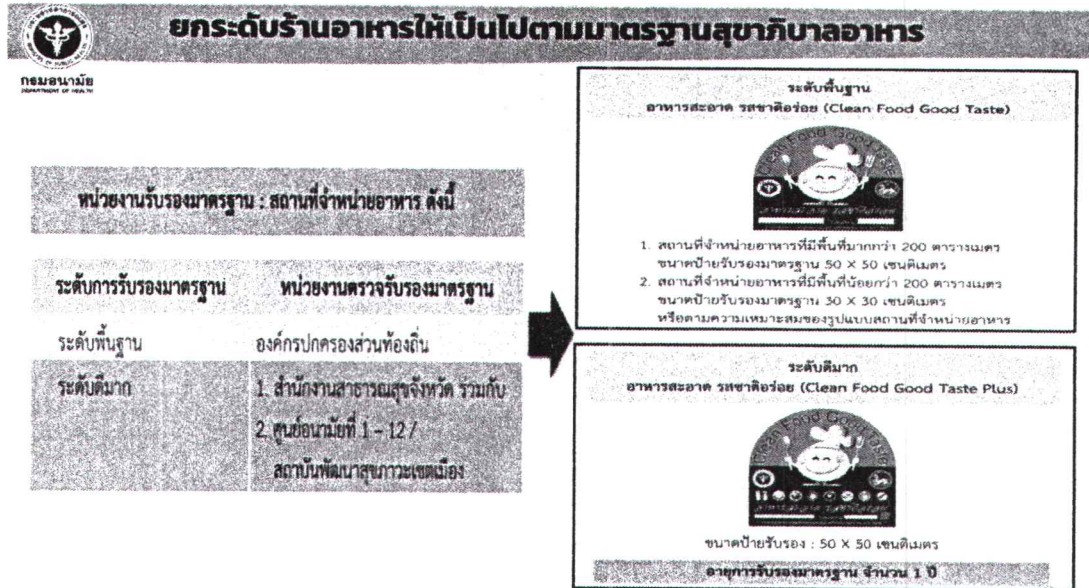 ยกระดับร้านอาหารให้เป็นไปตามมาตรฐานสุขาภิบาลอาหาร
กรมอนามัย
DEPARTMENT OF HEALTH
หน่วยงานรับรองมาตรฐาน : สถานที่จำหน่ายอาหาร ดังนี้
ระดับการรับรองมาตรฐาน หน่วยงานตรวจรับรองมาตรฐาน
ระดับพื้นฐาน องค์กรปกครองส่วนท้องถิ่น
ระดับดีมาก 1. สำนักงานสาธารณสุขจังหวัด รวมกับ
2. ศูนย์อนามัยที่ 1 – 12 /
สถาบันพัฒนาสุขภาวะเขตเมือง
ระดับพื้นฐาน
อาหารสะอาด รสชาติอร่อย (Clean Food Good Taste)
Clean Food Good Taste
1. สถานที่จำหน่ายอาหารที่มีพื้นที่มากกว่า 200 ตารางเมตร
ขนาดป้ายรับรองมาตรฐาน 50 X 50 เซนติเมตร
2. สถานที่จำหน่ายอาหารที่มีพื้นที่น้อยกว่า 200 ตารางเมตร
ขนาดป้ายรับรองมาตรฐาน 30 X 30 เซนติเมตร
หรือตามความเหมาะสมของรูปแบบสถานที่จำหน่ายอาหาร
ระดับดีมาก
อาหารสะอาด รสชาติอร่อย (Clean Food Good Taste Plus)
Clean Food Good Taste
ขนาดป้ายรับรอง : 50 X 50 เซนติเมตร
อายุการรับรองมาตรฐาน จำนวน 1 ปี